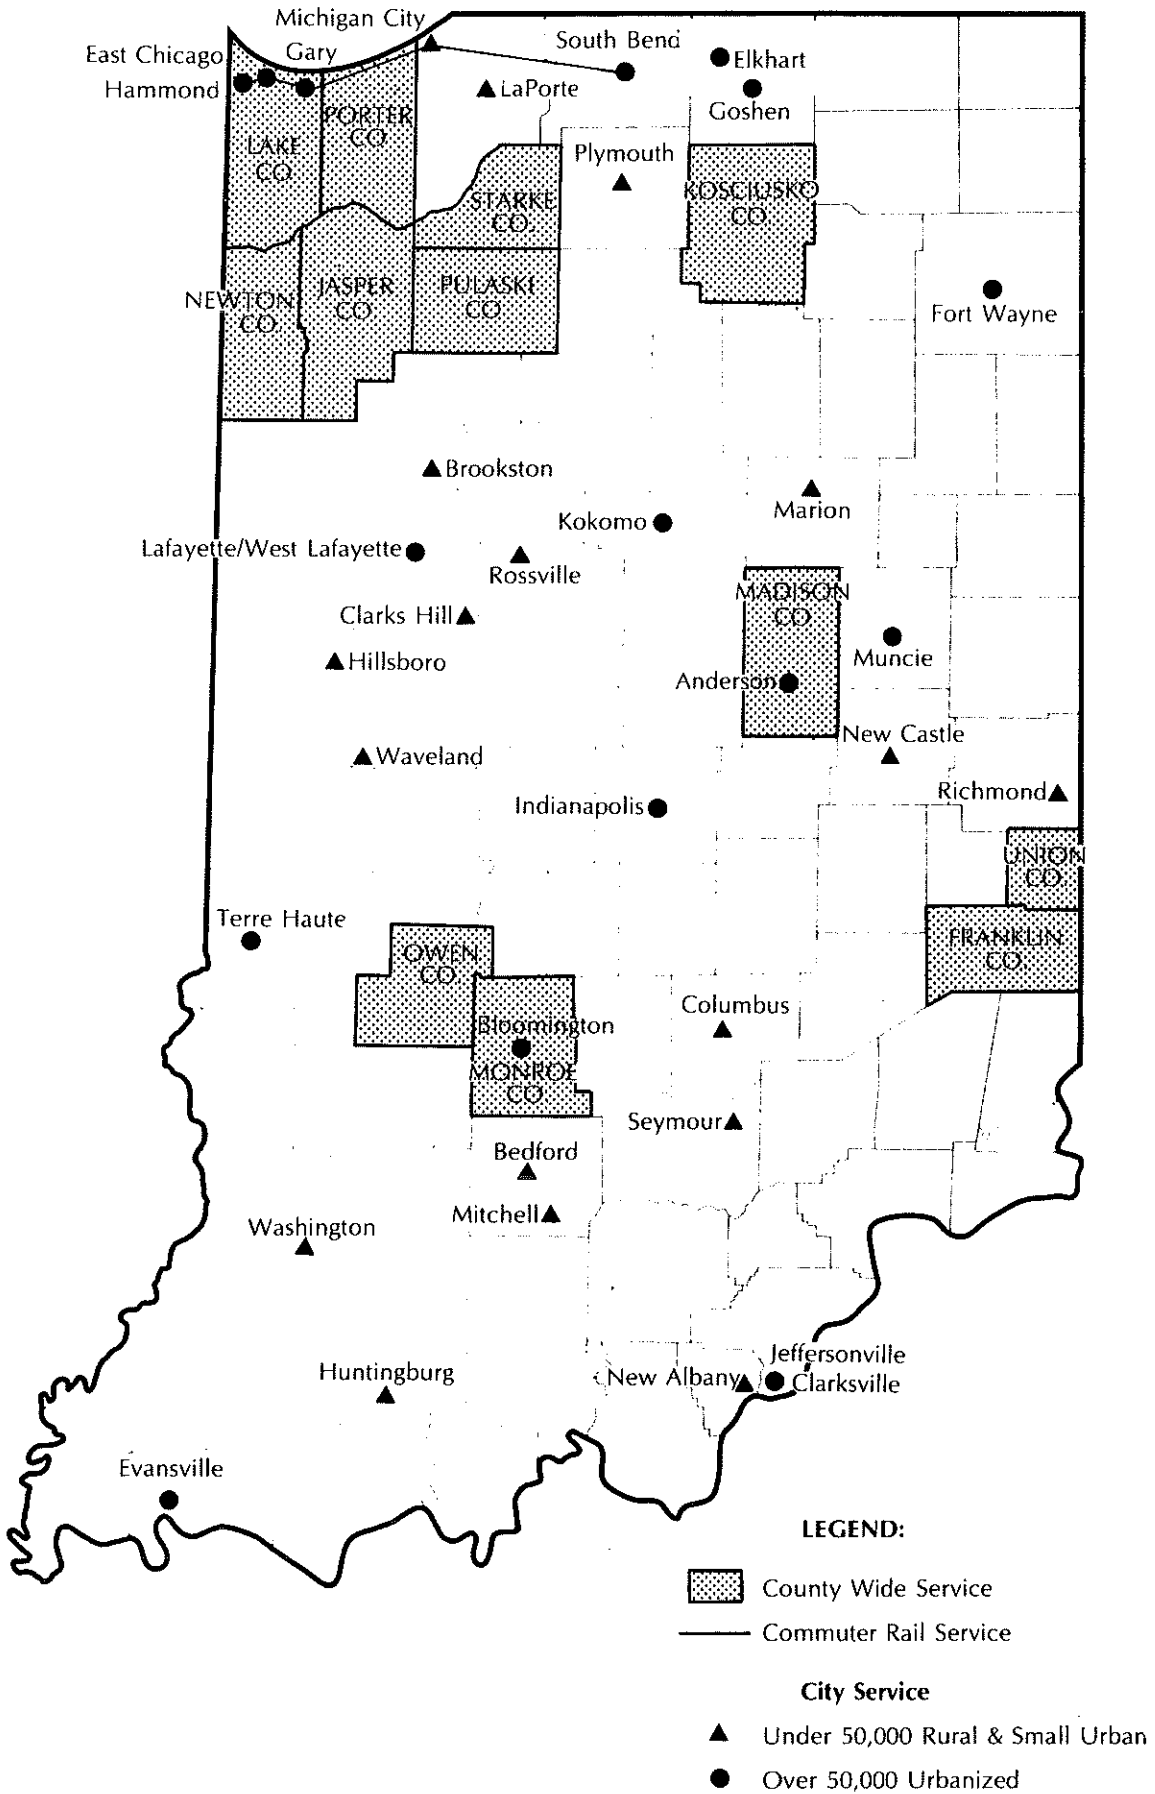 Michigan City
East Chicago
Gary
South Bend
Elkhart
Hammond
LaPorte
Goshen
PORTER
CO
LAKE
CO
Plymouth
STARKE
CO.
KOSCIUSKO
CO
NEWTON
CO
JASPER
CO
PULASKI
CO
Fort Wayne
Brookston
Marion
Kokomo
Lafayette/West Lafayette
Rossville
MADISON
CO
Clarks Hill
Hillsboro
Muncie
Anderson
New Castle
Waveland
Richmond
Indianapolis
UNION
CO
Terre Haute
OWEN
CO
FRANKLIN
CO.
Columbus
Bloomington
MONROE
CO
Seymour
Bedford
Mitchell
Washington
Jeffersonville
Huntingburg
New Albany
Clarksville
Evansville
LEGEND:
County Wide Service
Commuter Rail Service
City Service
Under 50,000 Rural & Small Urban
Over 50,000 Urbanized